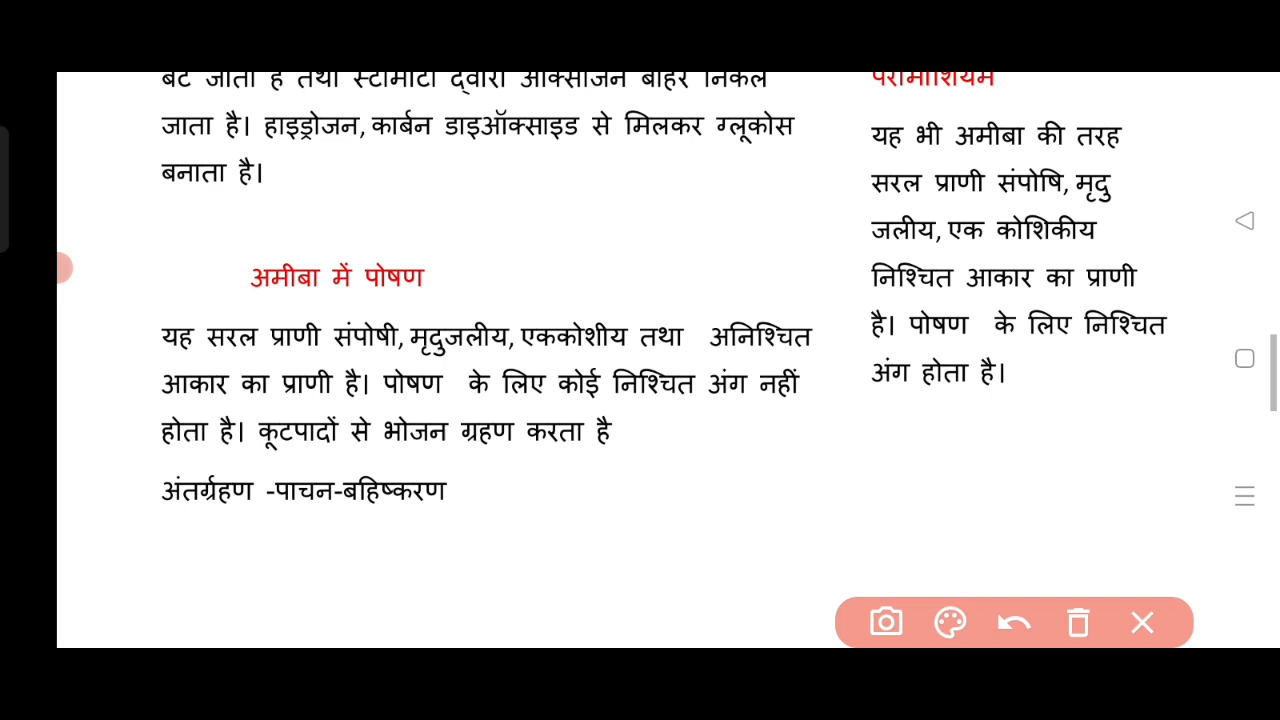 बट जाता है तथा स्टोमाटा द्वारा ऑक्सीजन बाहर निकल
जाता है। हाइड्रोजन, कार्बन डाइऑक्साइड से मिलकर ग्लूकोस
बनाता है।
अमीबा में पोषण
यह सरल प्राणी संपोषी, मृदुजलीय, एककोशीय तथा अनिश्चित
आकार का प्राणी है। पोषण के लिए कोई निश्चित अंग नहीं
होता है। कूटपादों से भोजन ग्रहण करता है
अंतर्ग्रहण -पाचन-बहिष्करण
पैरामीशियम
यह भी अमीबा की तरह
सरल प्राणी संपोषि, मृदु
जलीय, एक कोशिकीय
निश्चित आकार का प्राणी
है। पोषण के लिए निश्चित
अंग होता है।